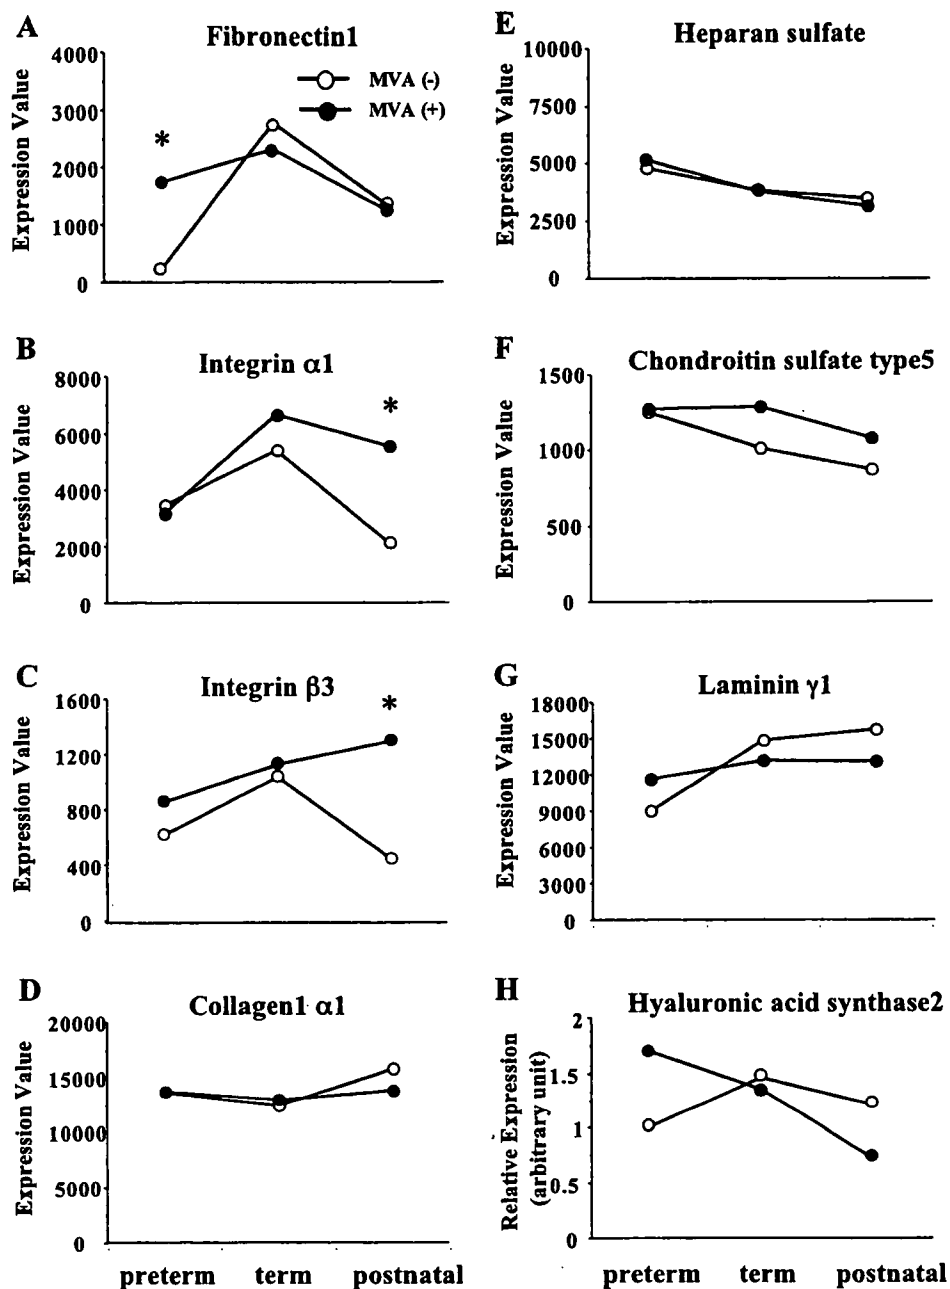 A
Fibronectin1
Expression Value
4000
3000
2000
1000
0
MVA (-)
MVA (+)
*
B
Integrin α1
Expression Value
8000
6000
4000
2000
0
*
C
Integrin β3
Expression Value
1600
1200
800
400
0
*
D
Collagen1 α1
Expression Value
20000
15000
10000
5000
0
preterm term postnatal
E
Heparan sulfate
Expression Value
10000
7500
5000
2500
0
F
Chondroitin sulfate type5
Expression Value
1500
1000
500
0
G
Laminin γ1
Expression Value
18000
15000
12000
9000
6000
13000
0
H
Hyaluronic acid synthase2
Relative Expression
(arbitrary unit)
2
1.5
1
0.5
0
preterm term postnatal